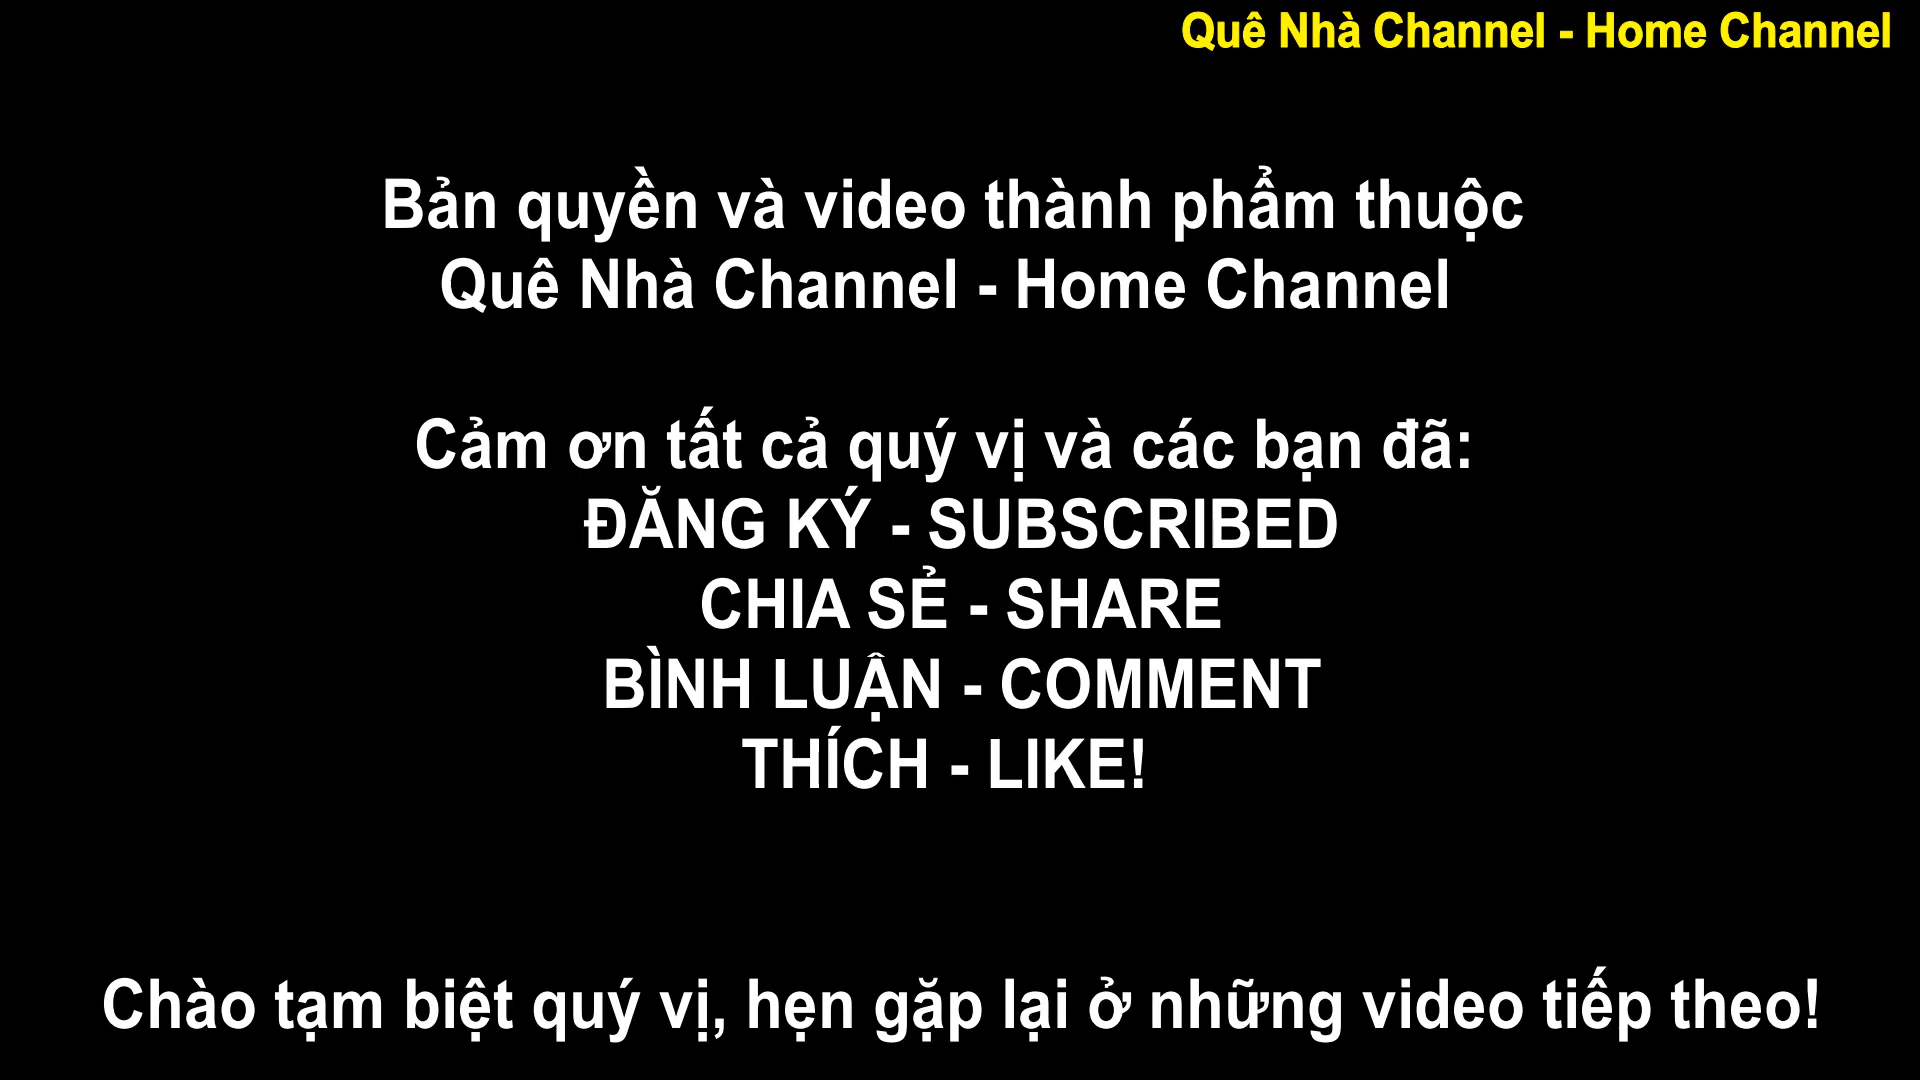 Quê Nhà Channel - Home Channel
Bản quyền và video thành phẩm thuộc
Quê Nhà Channel - Home Channel
Cảm ơn tất cả quý vị và các bạn đã:
ĐĂNG KÝ - SUBSCRIBED
CHIA SẺ - SHARE
BÌNH LUẬN - COMMENT
THÍCH - LIKE!
Chào tạm biệt quý vị, hẹn gặp lại ở những video tiếp theo!